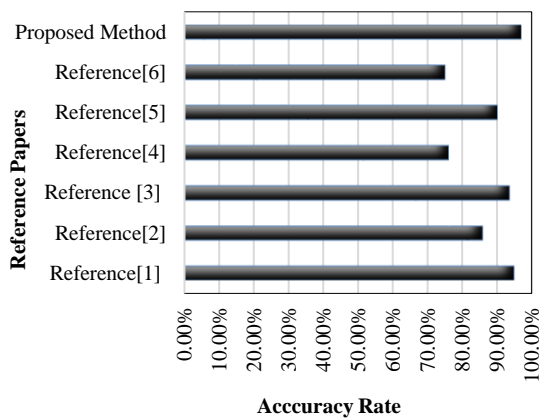 Proposed Method
Reference[6]
Reference[5]
Reference[4]
Reference [3]
Reference[2]
Reference[1]
Reference Papers
0.00%
10.00%
20.00%
30.00%
40.00%
50.00%
60.00%
70.00%
80.00%
90.00%
100.00%
Acccuracy Rate